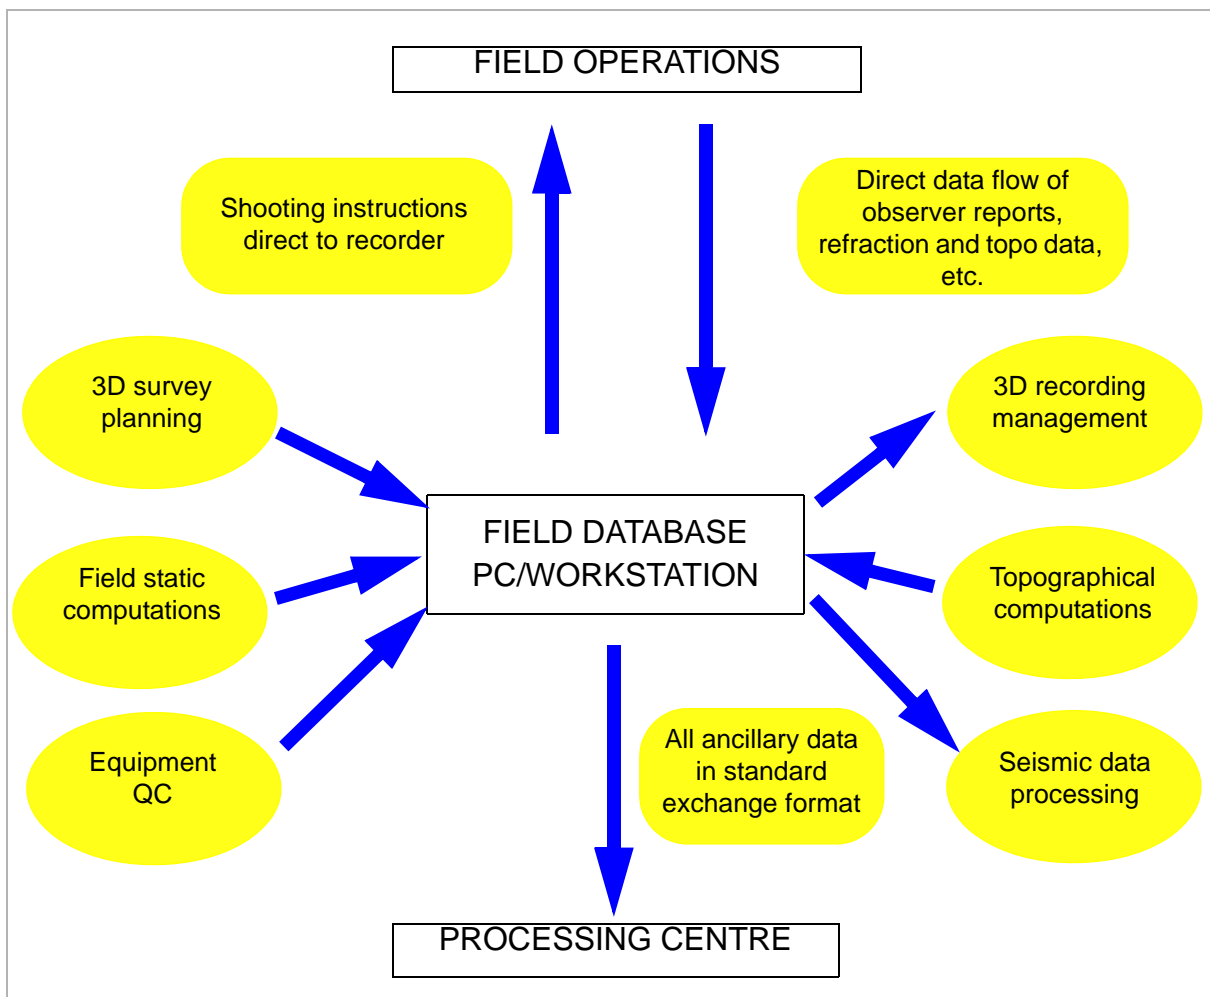 FIELD OPERATIONS
Shooting instructions
direct to recorder
Direct data flow of
observer reports,
refraction and topo data,
etc.
3D survey
planning
3D recording
management
FIELD DATABASE
PC/WORKSTATION
Field static
computations
Topographical
computations
Equipment
QC
All ancillary data
in standard
exchange format
Seismic data
processing
PROCESSING CENTRE